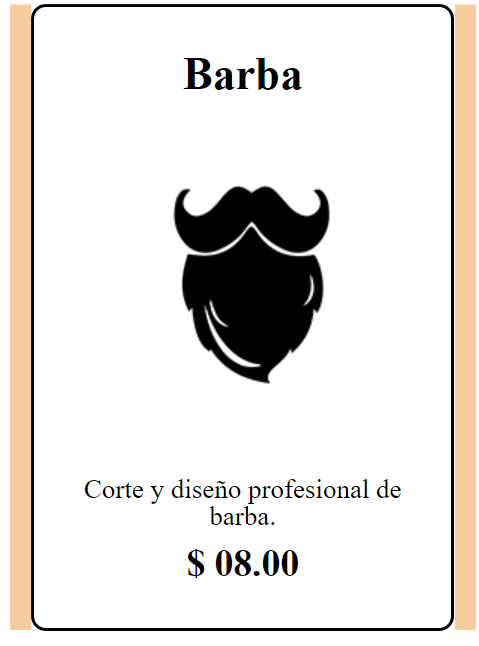 Barba
Corte y diseño profesional de
barba.
$ 08.00